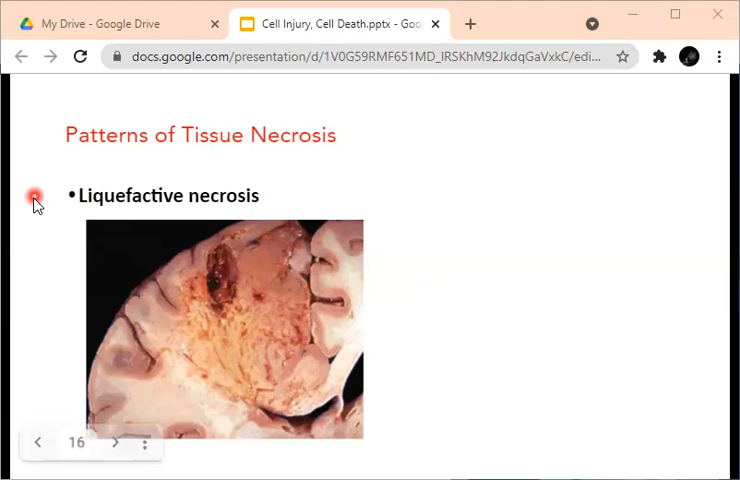 My Drive - Google Drive
Cell Injury, Cell Death.pptx - Goo
docs.google.com/presentation/d/1V0G59RMF651MD_IRSKhM92JkdqGaVxkC/edi...
Patterns of Tissue Necrosis
•Liquefactive necrosis
16